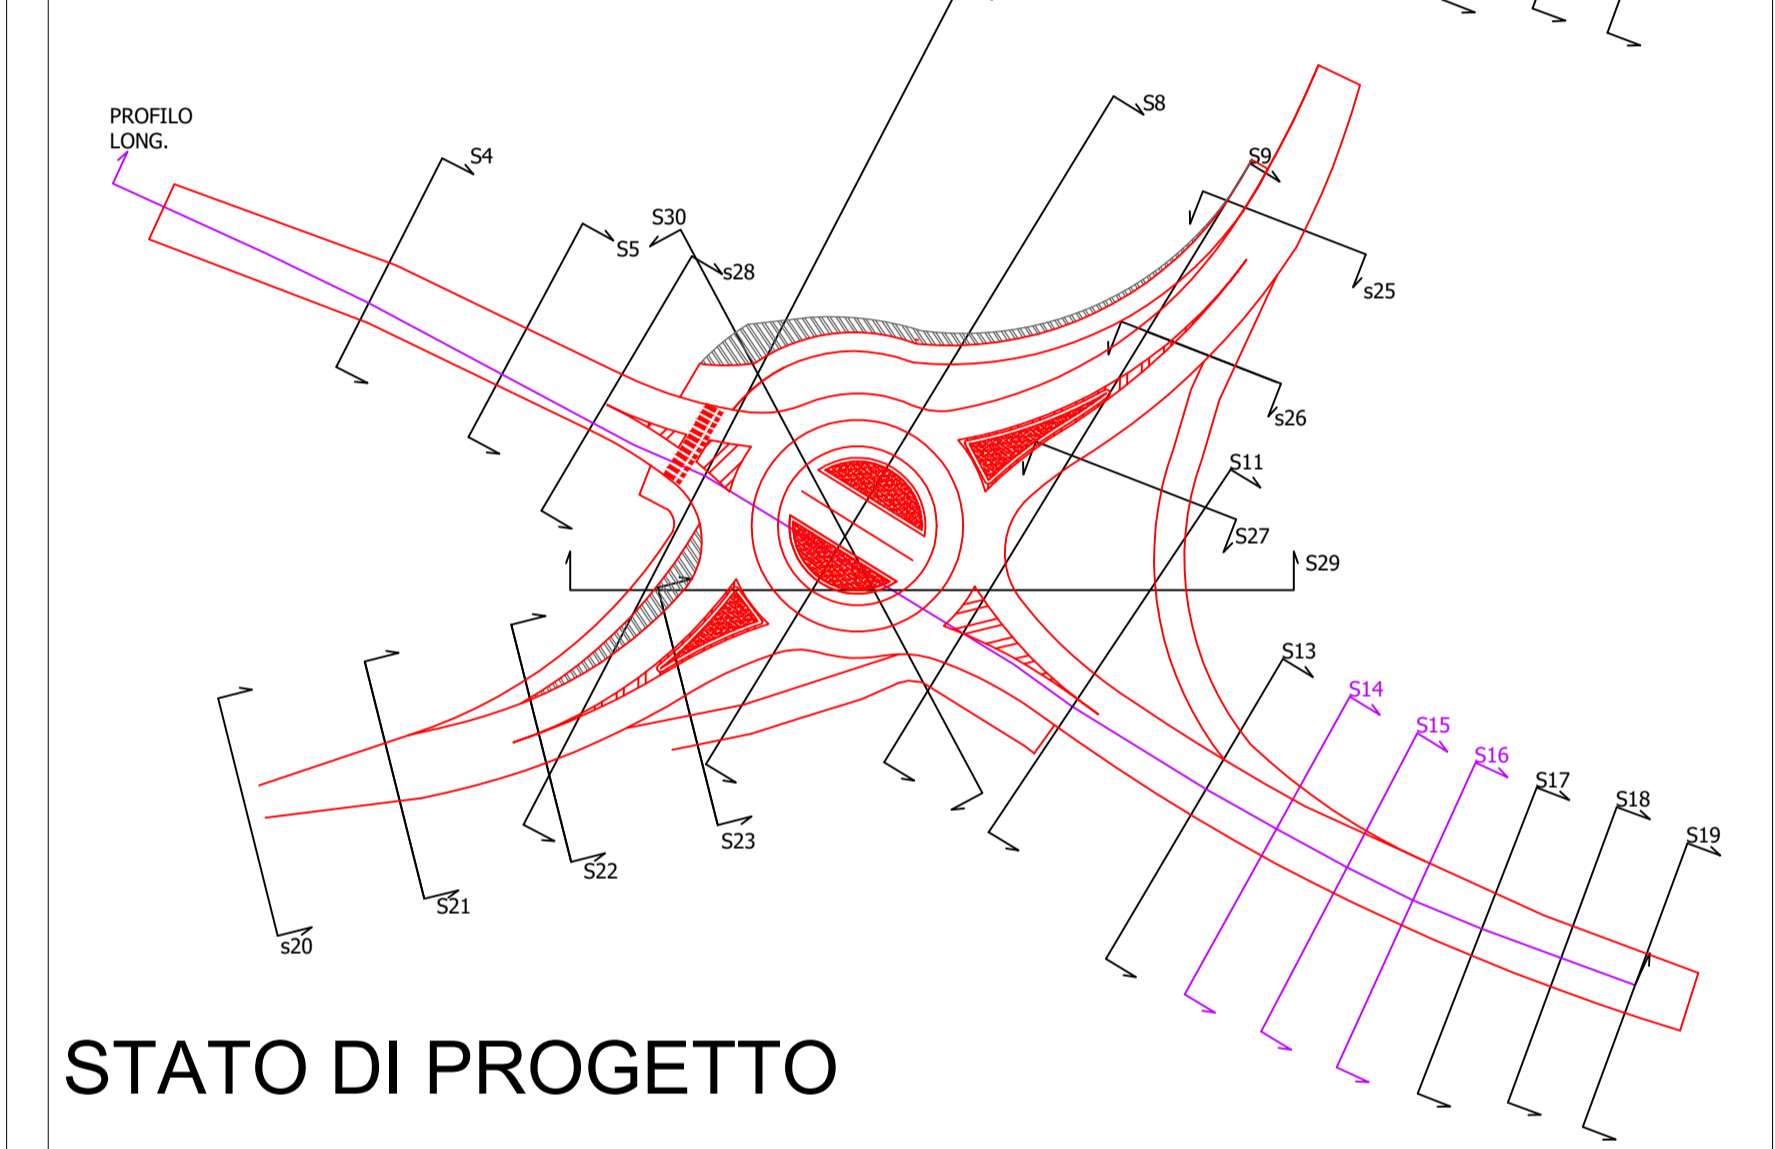 S8
PROFILO
LONG.
S4
S9
S30
S5
s28
s25
s26
S11
S27
S29
S13
S14
S15
S16
S17
S18
S19
S23
S22
S21
s20
STATO DI PROGETTO